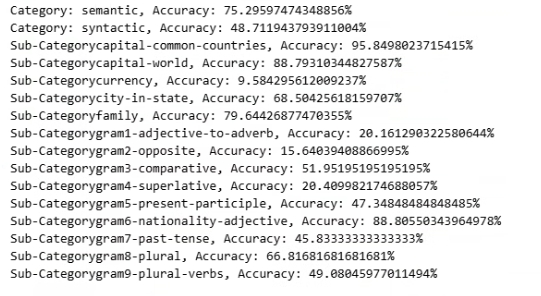 Category: semantic, Accuracy: 75.29597474348856%
Category: syntactic, Accuracy: 48.711943793911004%
Sub-Categorycapital-common-countries, Accuracy: 95.8498023715415%
Sub-Categorycapital-world, Accuracy: 88.79310344827587%
Sub-Categorycurrency, Accuracy: 9.584295612009237%
Sub-Categorycity-in-state, Accuracy: 68.50425618159707%
Sub-Categoryfamily, Accuracy: 79.64426877470355%
Sub-Categorygram1-adjective-to-adverb, Accuracy: 20.161290322580644%
Sub-Categorygram2-opposite, Accuracy: 15.64039408866995%
Sub-Categorygram3-comparative, Accuracy: 51.95195195195195%
Sub-Categorygram4-superlative, Accuracy: 20.409982174688057%
Sub-Categorygram5-present-participle, Accuracy: 47.34848484848485%
Sub-Categorygram6-nationality-adjective, Accuracy: 88.80550343964978%
Sub-Categorygram7-past-tense, Accuracy: 45.83333333333333%
Sub-Categorygram8-plural, Accuracy: 66.81681681681681%
Sub-Categorygram9-plural-verbs, Accuracy: 49.08045977011494%